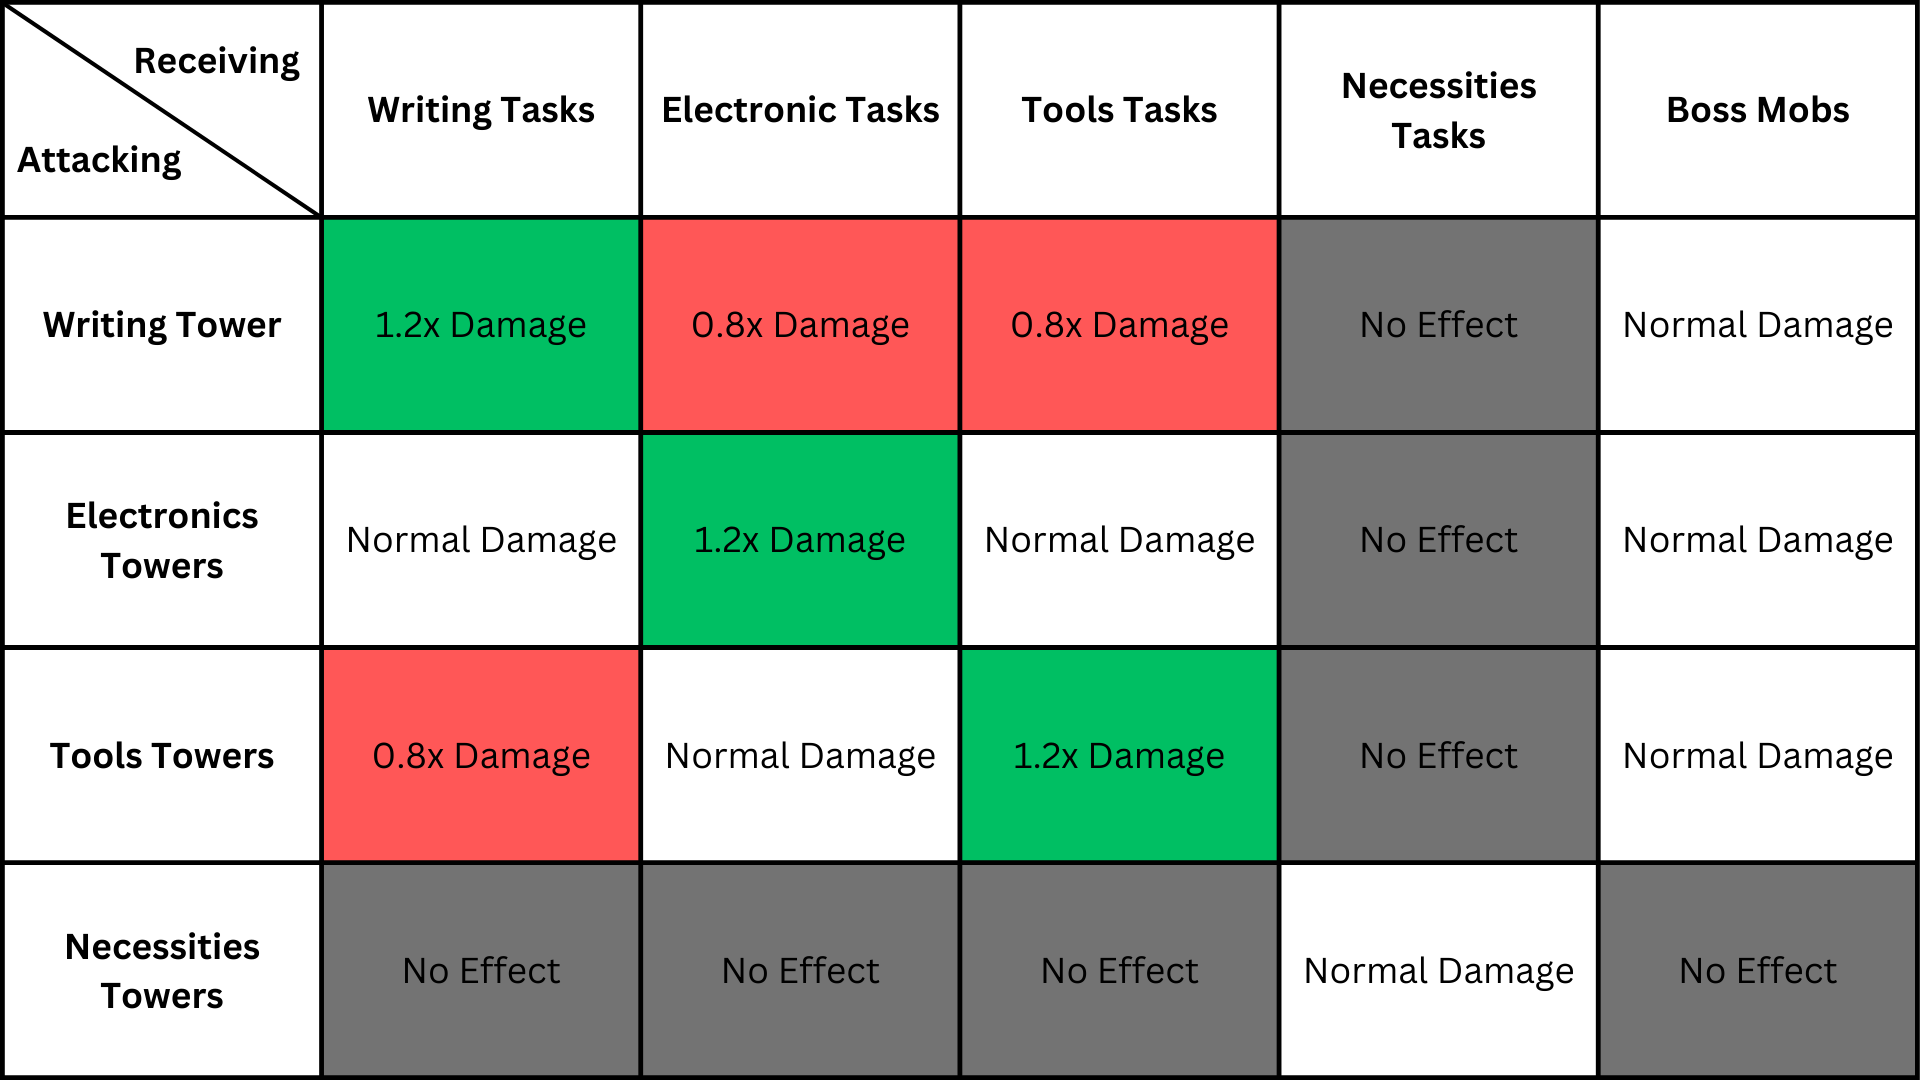 Receiving
Attacking
Writing Tasks
Electronic Tasks
Tools Tasks
Necessities
Tasks
Boss Mobs
Writing Tower
1.2x Damage
0.8x Damage
0.8x Damage
No Effect
Normal Damage
Electronics
Towers
Normal Damage
1.2x Damage
Normal Damage
No Effect
Normal Damage
Tools Towers
0.8x Damage
Normal Damage
1.2x Damage
No Effect
Normal Damage
Necessities
Towers
No Effect
No Effect
No Effect
Normal Damage
No Effect